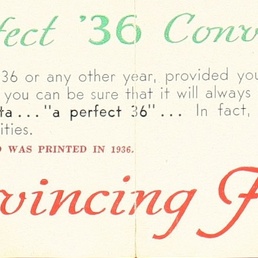 fect '36 Conv
36 or any other year, provided you
you can be sure that it will always
ta... "a perfect 36"... In fact,
ities.
WAS PRINTED IN 1936.
vincing F